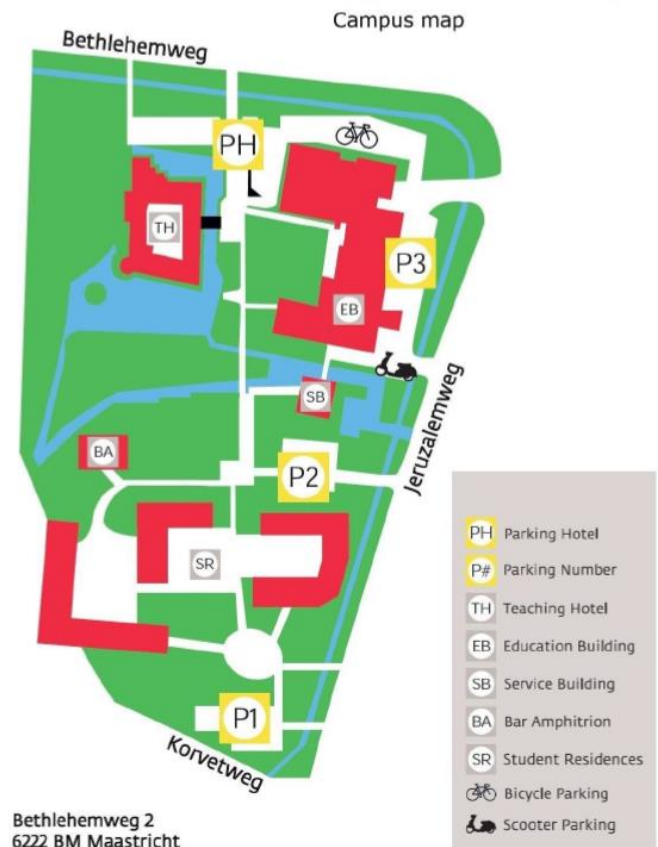 Campus map
Bethlehemweg
PH
TH
P3
EB
SB
Jeruzalemweg
BA
P2
SR
P1
Korvetweg
PH Parking Hotel
P# Parking Number
TH Teaching Hotel
EB Education Building
SB Service Building
BA Bar Amphitrion
SR Student Residences
Bicycle Parking
Scooter Parking
Bethlehemweg 2
6222 BM Maastricht